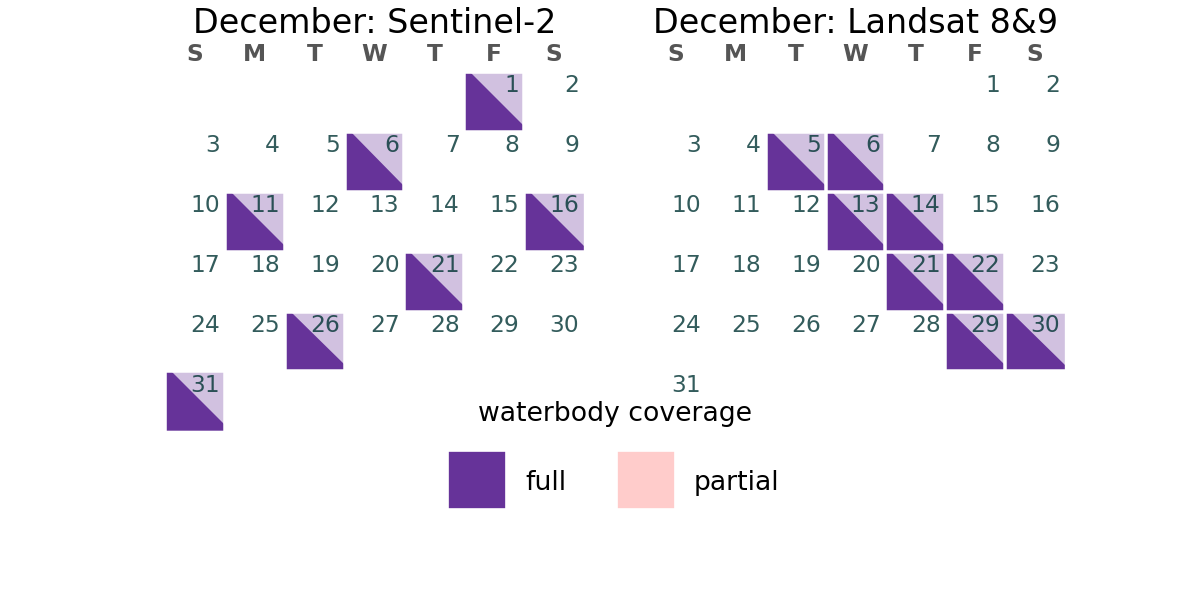 December: Sentinel-2
S M T W T F S
1 2
3 4 5 6 7 8 9
10 11 12 13 14 15 16
17 18 19 20 21 22 23
24 25 26 27 28 29 30
31
December: Landsat 8&9
S M T W T F S
1 2
3 4 5 6 7 8 9
10 11 12 13 14 15 16
17 18 19 20 21 22 23
24 25 26 27 28 29 30
31
waterbody coverage
full partial